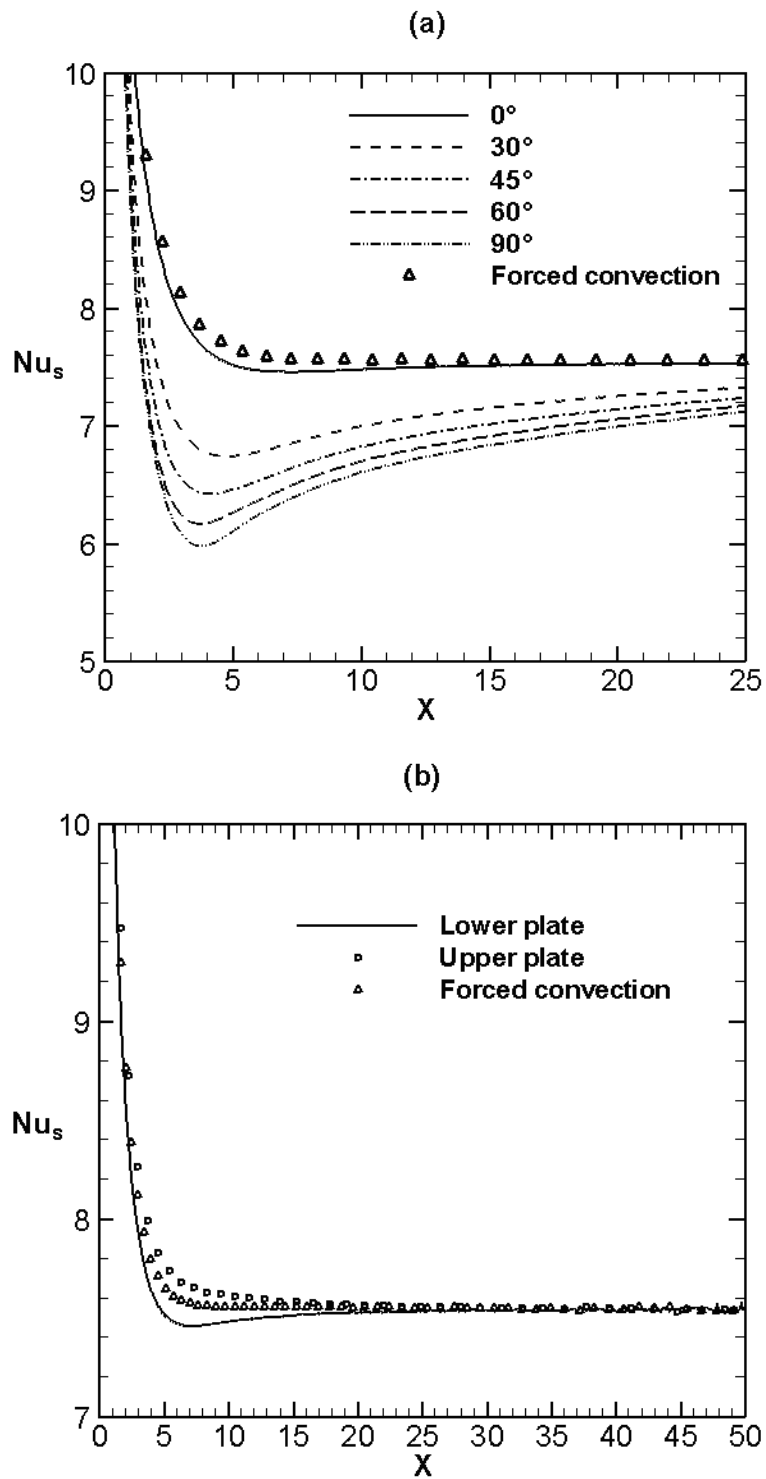 (a)
10
0°
30°
9
45°
60°
90°
Forced convection
8
Nus
7
6
5
0 5 10 15 20 25
X
(b)
10
Lower plate
Upper plate
Forced convection
9
Nus
8
7
0 5 10 15 20 25 30 35 40 45 50
X